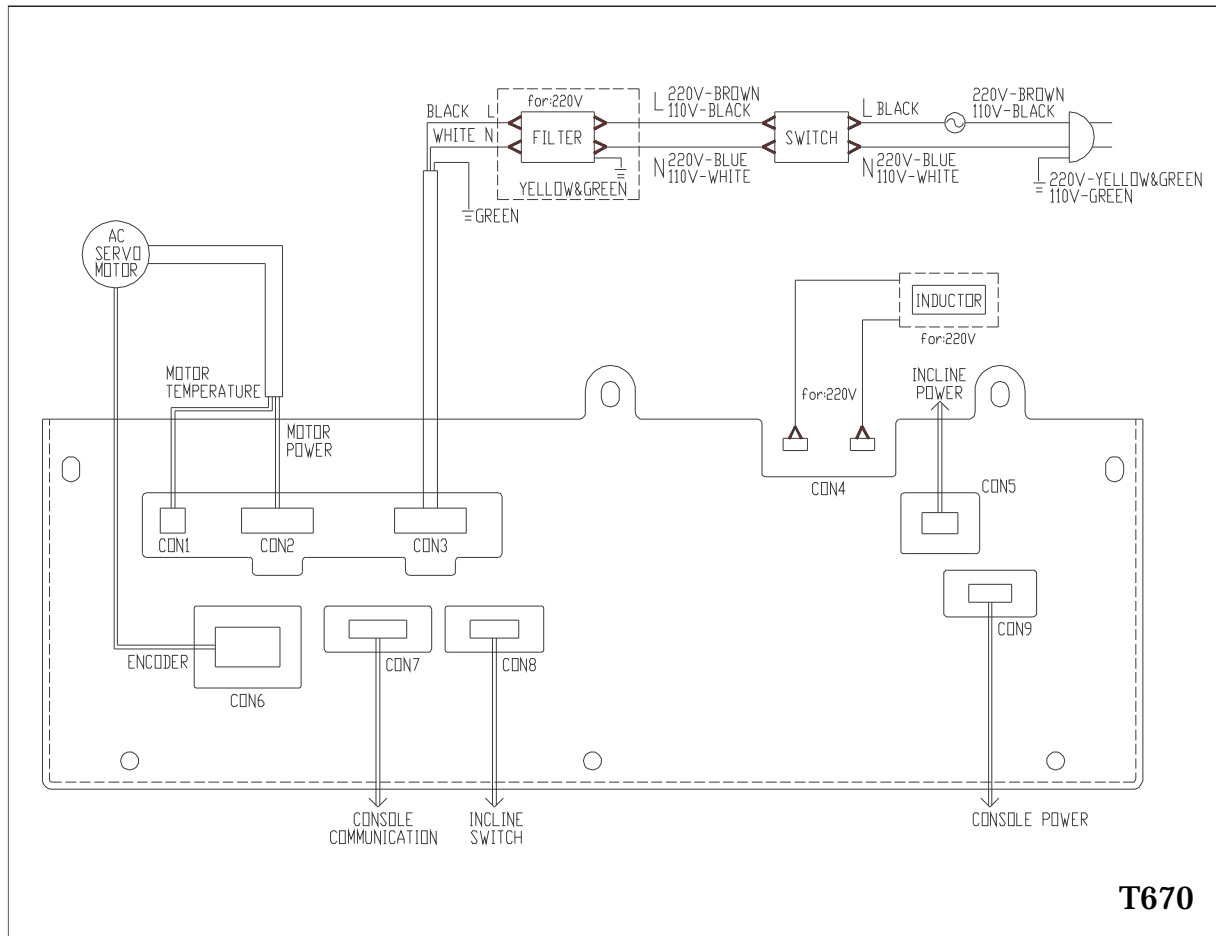 for:220V
BLACK L
WHITE N
FILTER
YELLOW&GREEN
GREEN
L 220V-BROWN
110V-BLACK
N 220V-BLUE
110V-WHITE
SWITCH
L BLACK
N 220V-BLUE
110V-WHITE
220V-BROWN
110V-BLACK
220V-YELLOW&GREEN
110V-GREEN
AC
SERVO
MOTOR
INDUCTOR
for:220V
MOTOR
TEMPERATURE
MOTOR
POWER
for:220V
INCLINE
POWER
CON4
CON5
CON1
CON2
CON3
CON9
ENCODER
CON6
CON7
CON8
CONSOLE
COMMUNICATION
INCLINE
SWITCH
CONSOLE POWER
T670